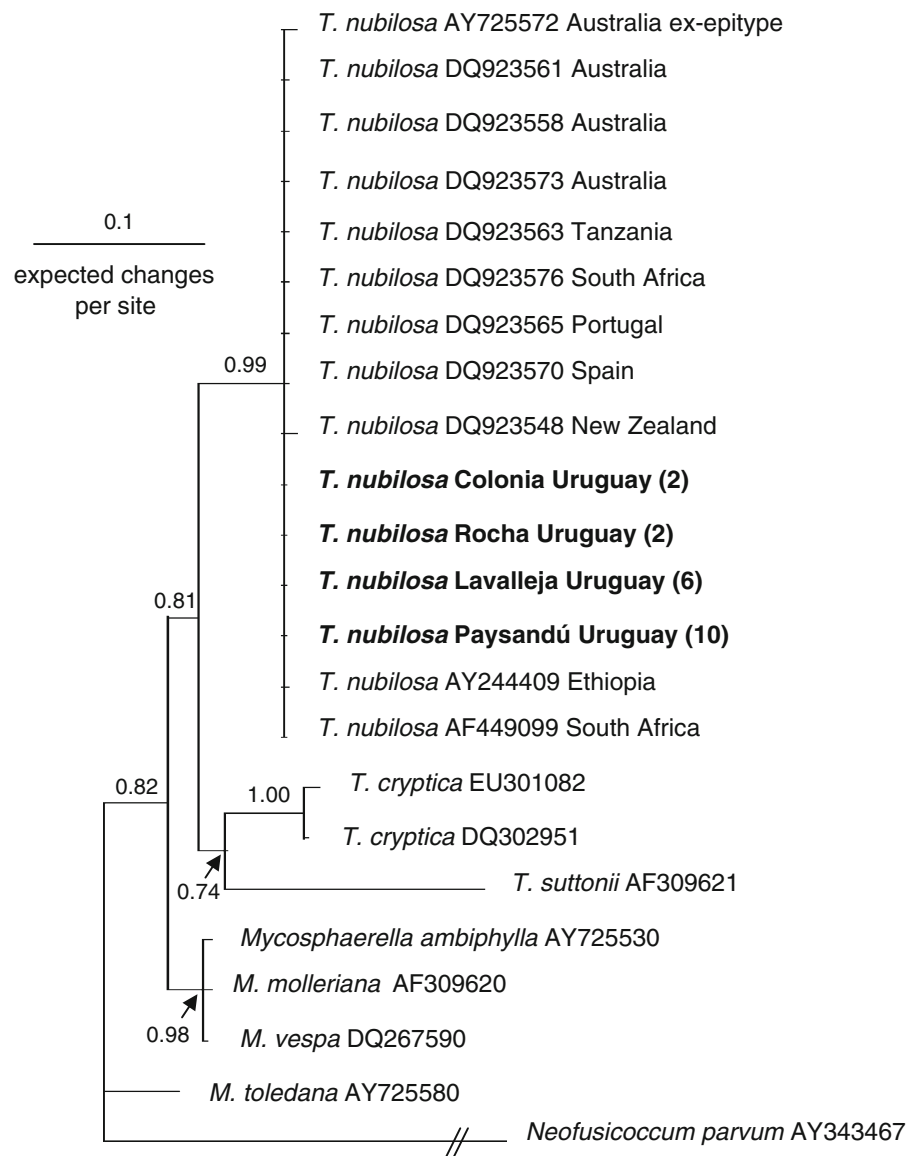 T. nubilosa AY725572 Australia ex-epitype
T. nubilosa DQ923561 Australia
T. nubilosa DQ923558 Australia
T. nubilosa DQ923573 Australia
0.1
T. nubilosa DQ923563 Tanzania
expected changes
per site
T. nubilosa DQ923576 South Africa
T. nubilosa DQ923565 Portugal
0.99
T. nubilosa DQ923570 Spain
T. nubilosa DQ923548 New Zealand
T. nubilosa Colonia Uruguay (2)
T. nubilosa Rocha Uruguay (2)
T. nubilosa Lavalleja Uruguay (6)
0.81
T. nubilosa Paysandú Uruguay (10)
T. nubilosa AY244409 Ethiopia
T. nubilosa AF449099 South Africa
0.82
1.00
T. cryptica EU301082
T. cryptica DQ302951
0.74
T. suttonii AF309621
Mycosphaerella ambiphylla AY725530
M. molleriana AF309620
0.98
M. vespa DQ267590
M. toledana AY725580
Neofusicoccum parvum AY343467